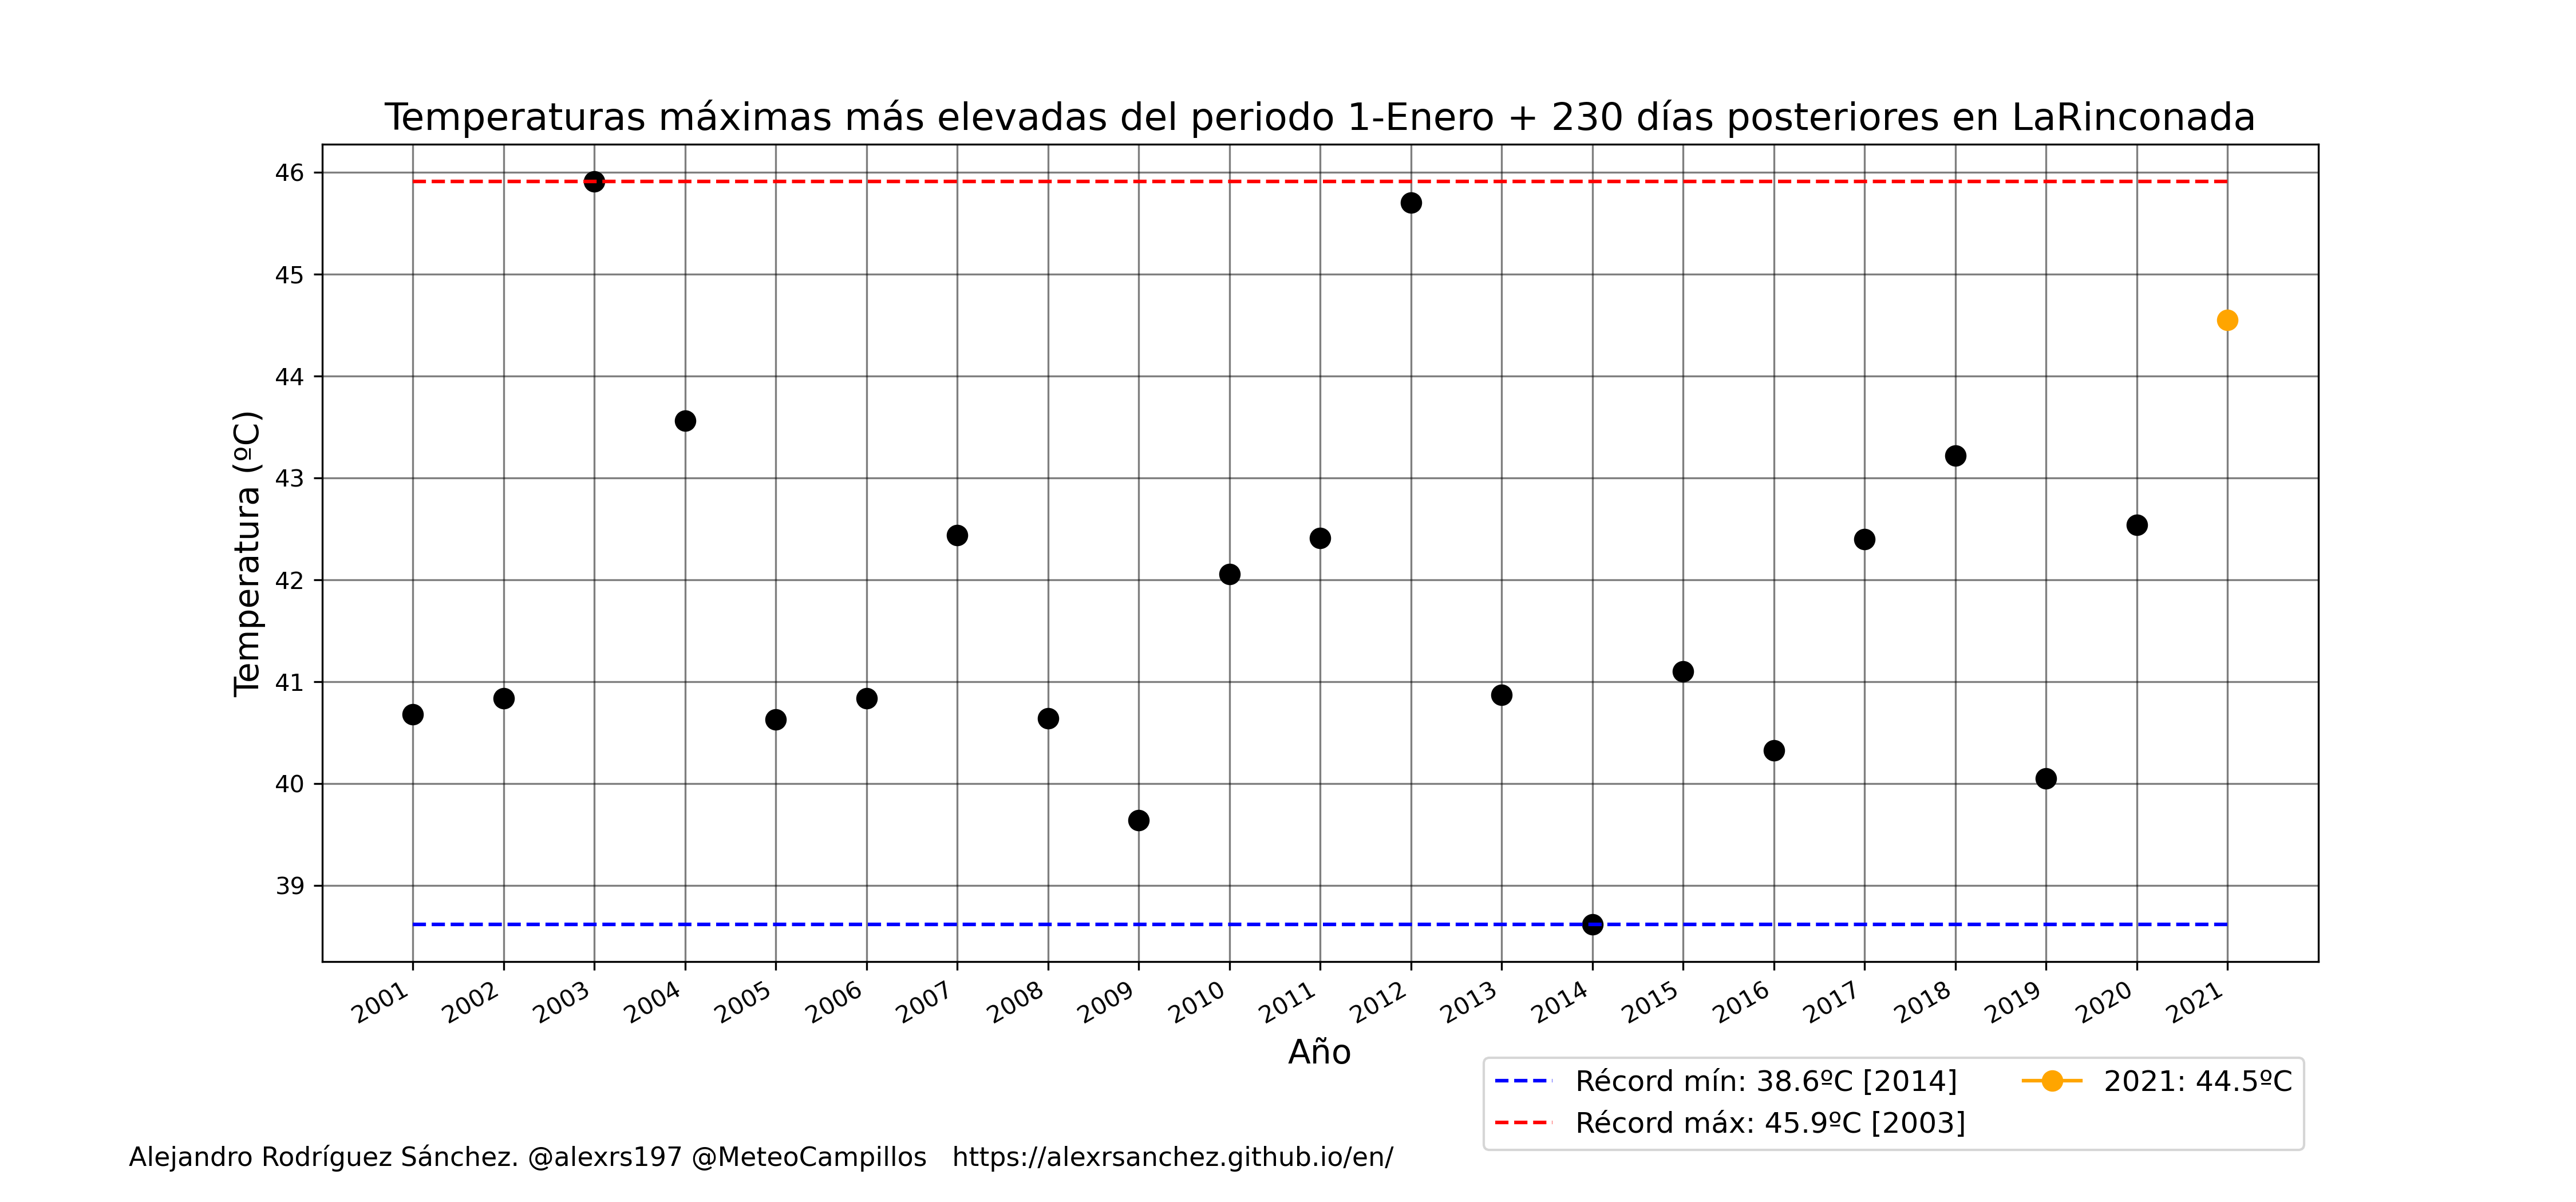 Temperaturas máximas más elevadas del periodo 1-Enero + 230 días posteriores en LaRinconada
46
45
44
43
42
41
40
39
Temperatura (ºC)
2001 2002 2003 2004 2005 2006 2007 2008 2009 2010 2011 2012 2013 2014 2015 2016 2017 2018 2019 2020 2021
Año
Récord mín: 38.6ºC [2014] 2021: 44.5ºC
Récord máx: 45.9ºC [2003]
Alejandro Rodríguez Sánchez. @alexrs197 @MeteoCampillos https://alexrsanchez.github.io/en/